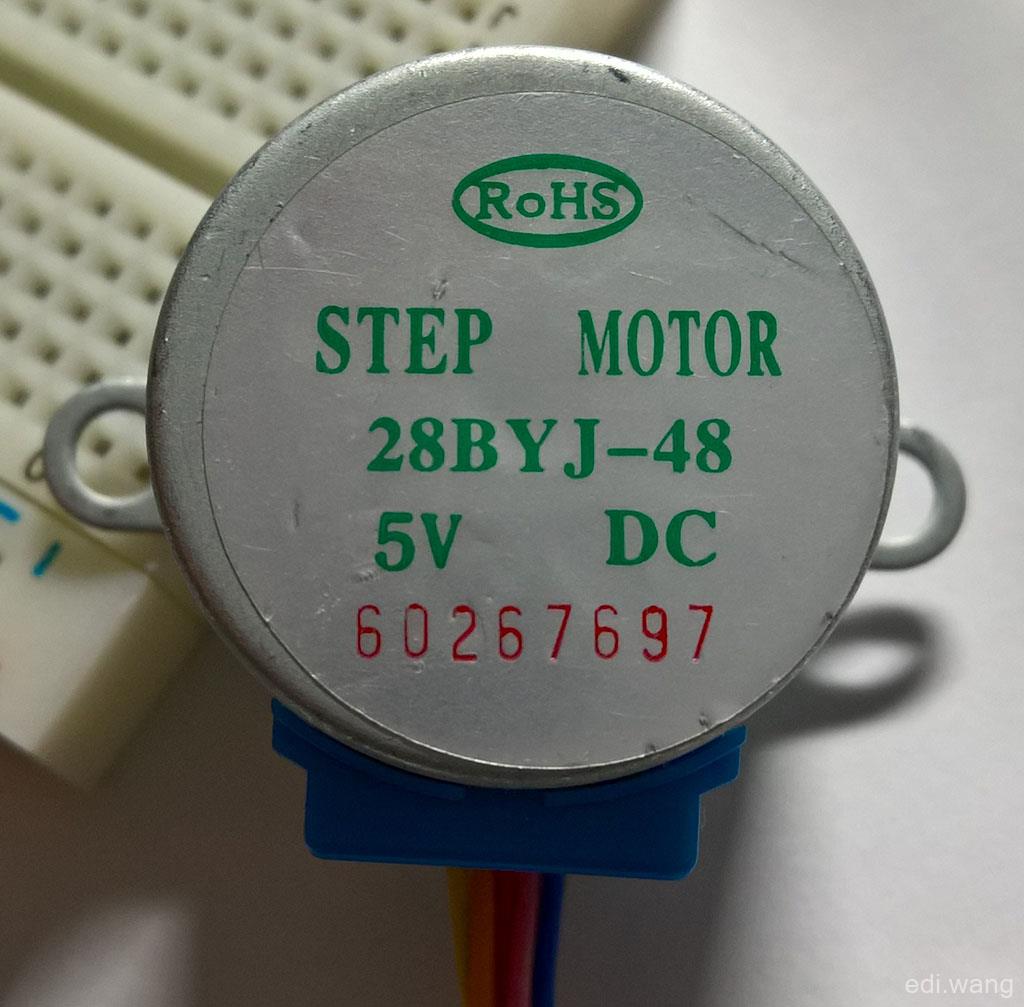 RoHS
STEP MOTOR
28BYJ-48
5V DC
60267697
edi.wang